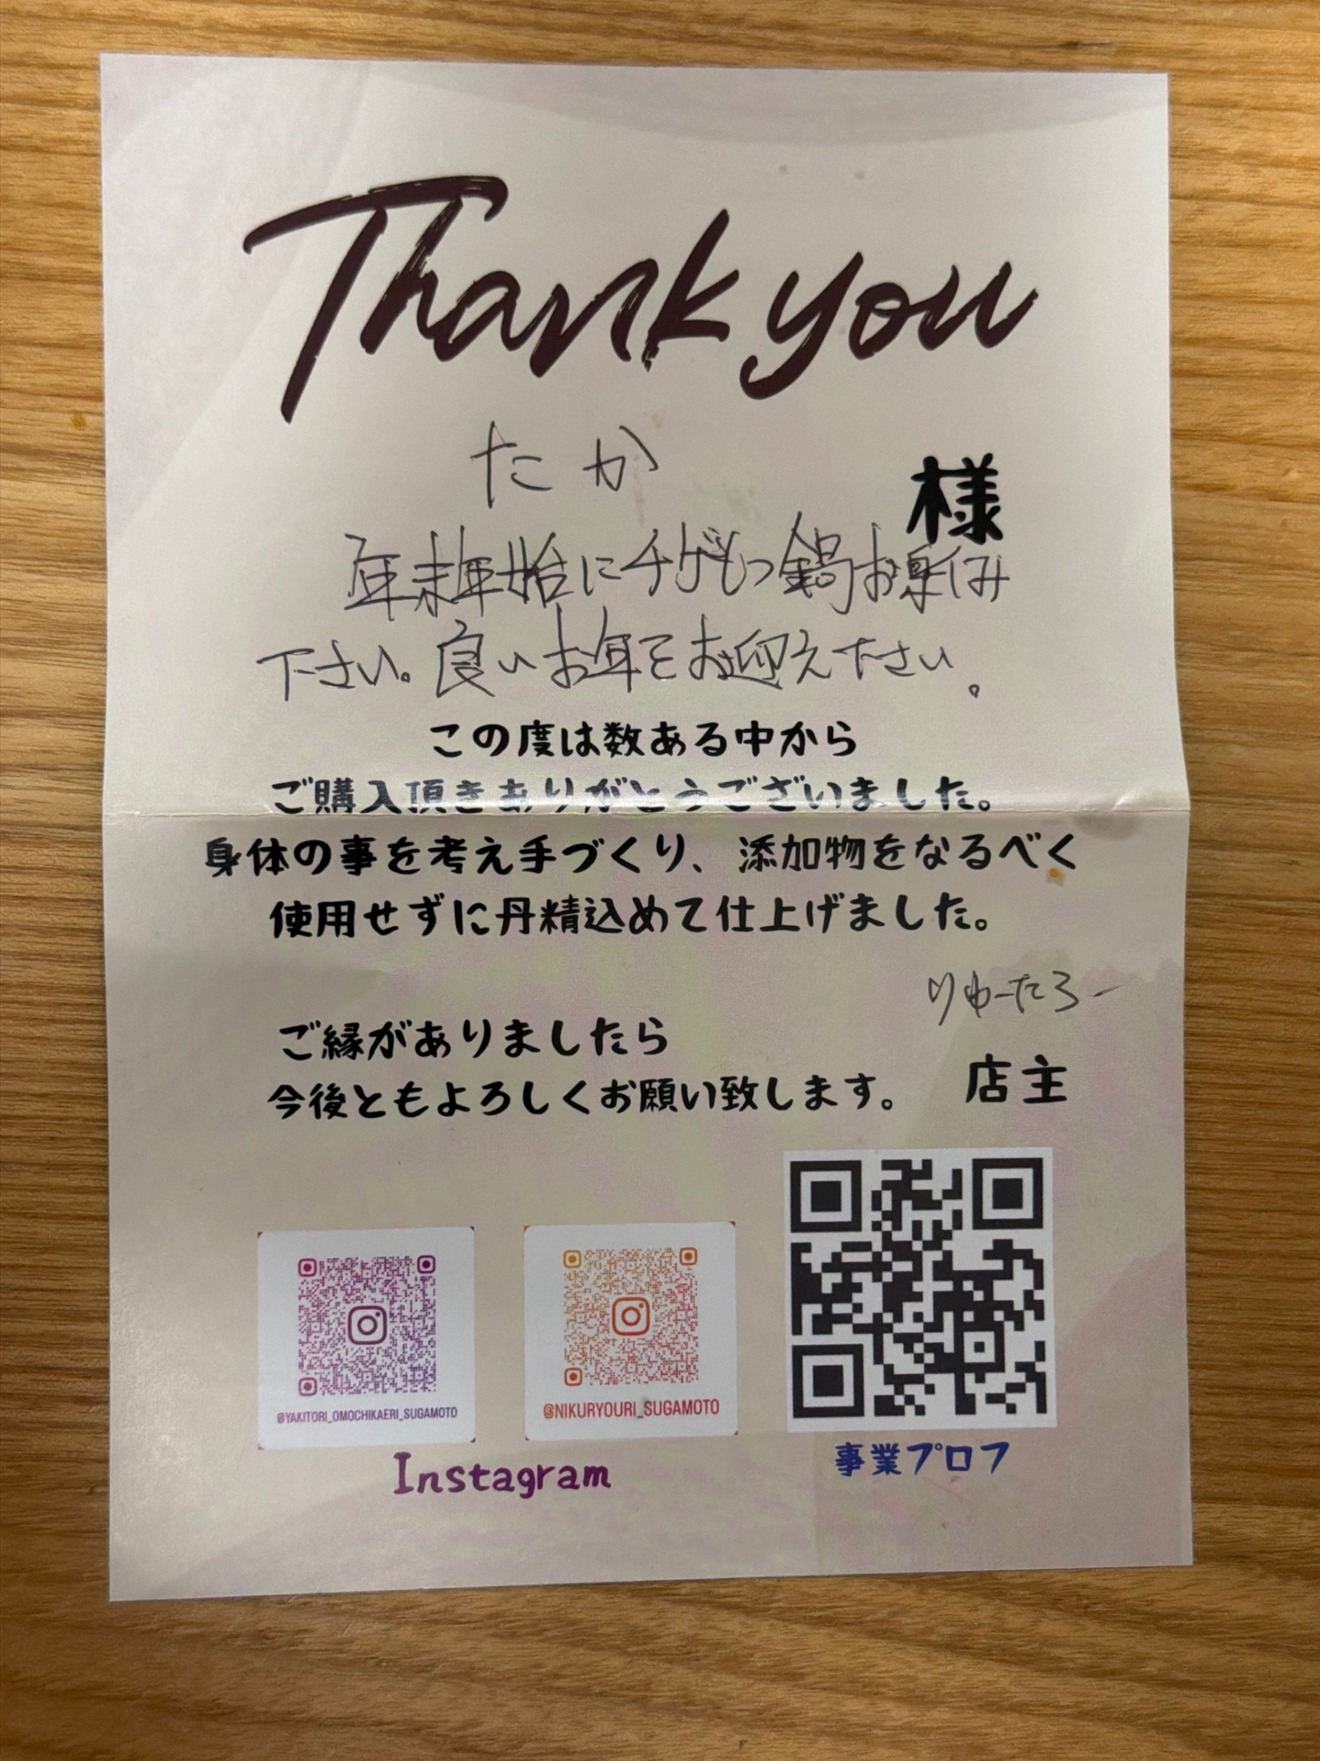 Thank you
たか 様
年末年始にチゲもつ鍋お楽しみ
下さい。良いお年をお迎え下さい。
この度は数ある中から
ご購入頂きありがとうございました。
身体の事を考え手づくり、添加物をなるべく
使用せずに丹精込めて仕上げました。
りゅーたろー
ご縁がありましたら
今後ともよろしくお願い致します。 店主
@YAKITORI_OMOCHIKAERI_SUGAMOTO
@NIKURYOURI_SUGAMOTO
Instagram
事業プロフ